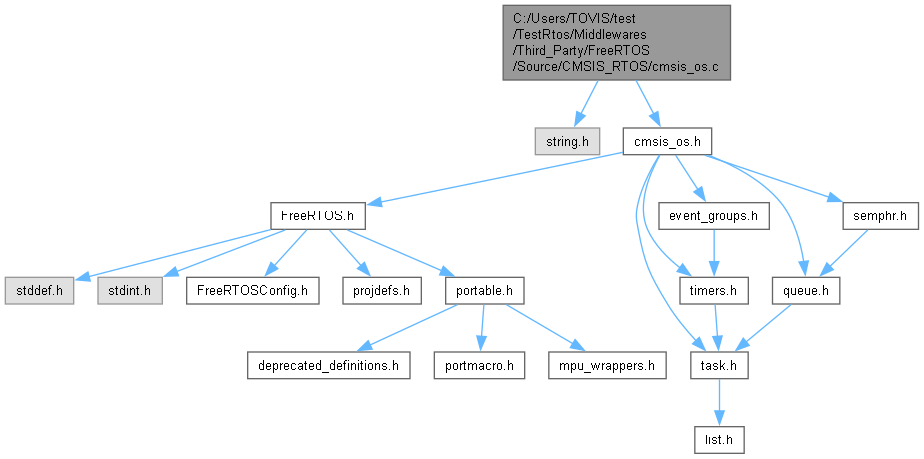 C:/Users/TOVIS/test
/TestRtos/Middlewares
/Third_Party/FreeRTOS
/Source/CMSIS_RTOS/cmsis_os.c
string.h
cmsis_os.h
FreeRTOS.h
event_groups.h
semphr.h
stddef.h
stdint.h
FreeRTOSConfig.h
projdefs.h
portable.h
timers.h
queue.h
deprecated_definitions.h
portmacro.h
mpu_wrappers.h
task.h
list.h